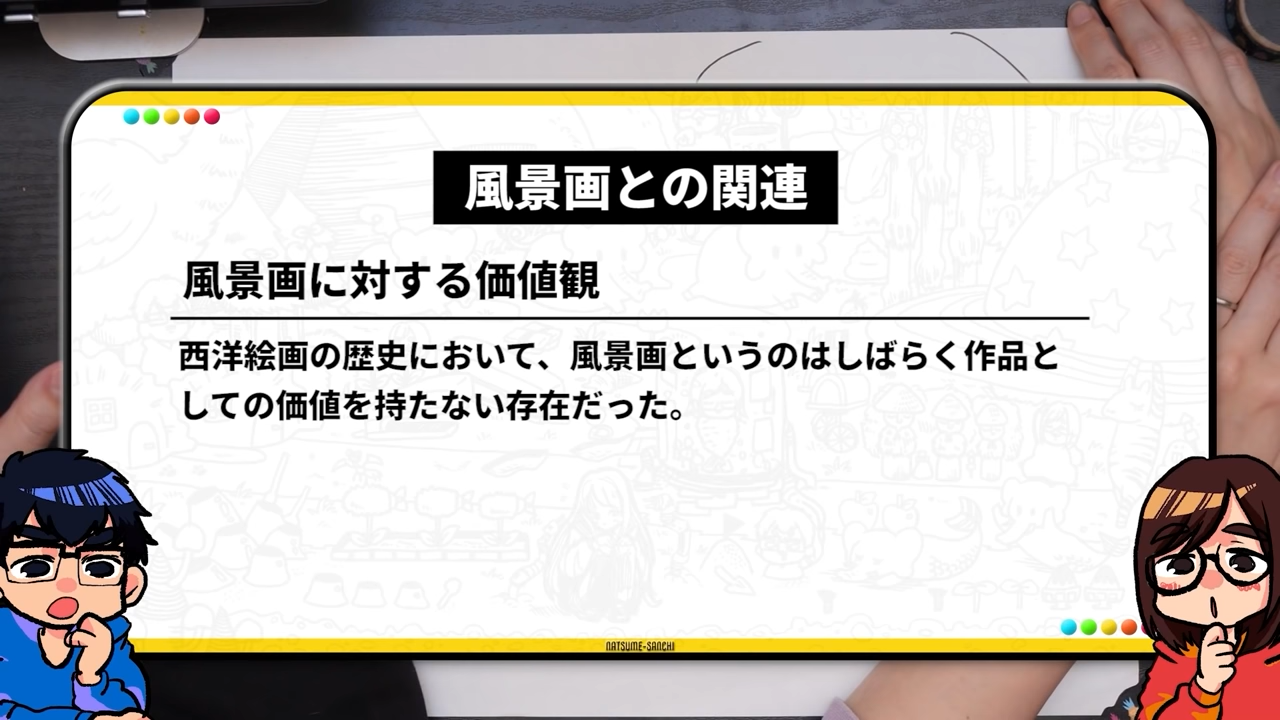 風景画との関連
風景画に対する価値観
西洋絵画の歴史において、風景画というのはしばらく作品と
しての価値を持たない存在だった。
NATSUME-SANCHI